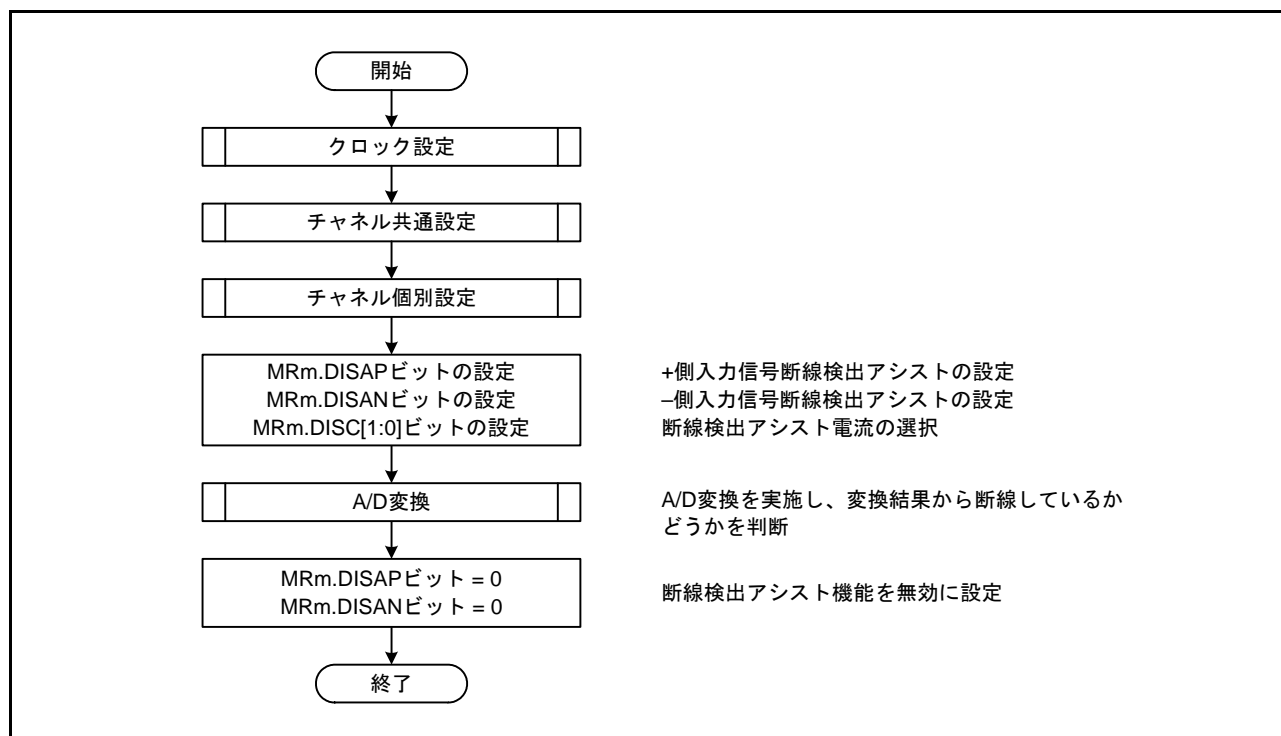 開始
クロック設定
チャネル共通設定
チャネル個別設定
MRm.DISAPビットの設定
MRm.DISANビットの設定
MRm.DISC[1:0]ビットの設定
+側入力信号断線検出アシストの設定
–側入力信号断線検出アシストの設定
断線検出アシスト電流の選択
A/D変換
A/D変換を実施し、変換結果から断線しているか
どうかを判断
MRm.DISAPビット = 0
MRm.DISANビット = 0
断線検出アシスト機能を無効に設定
終了